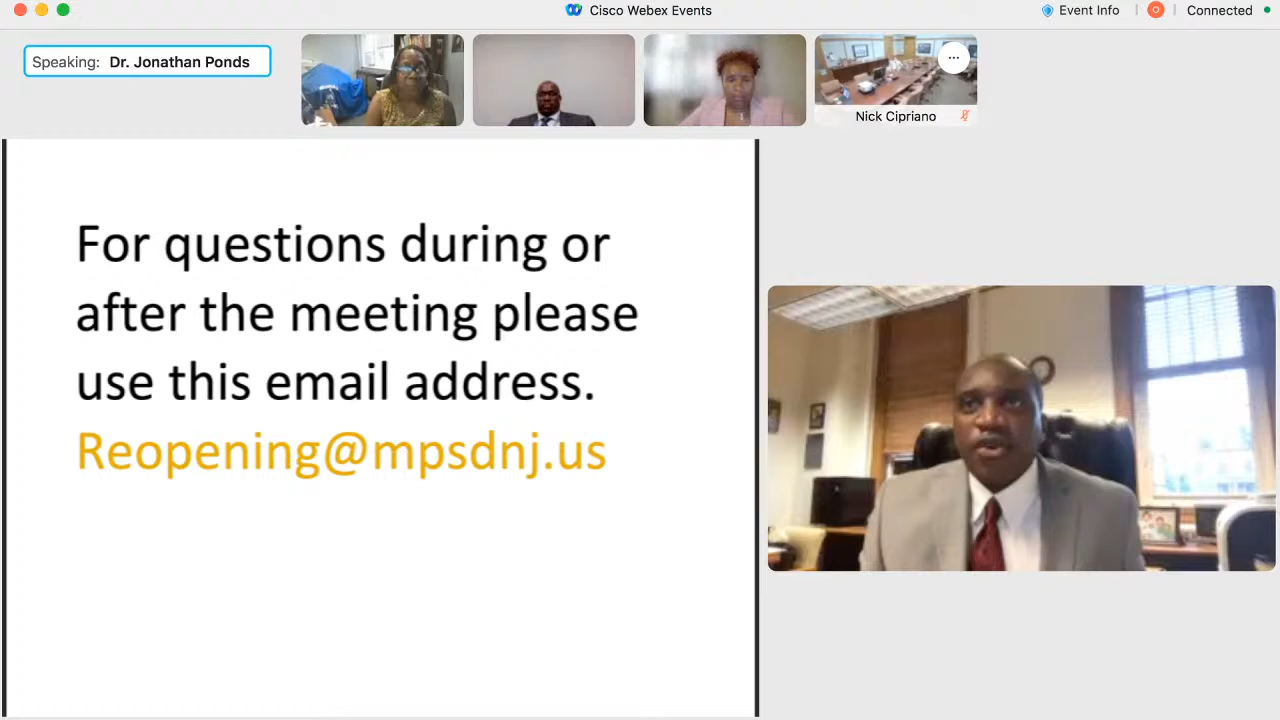 Cisco Webex Events
Event Info
Connected
Speaking: Dr. Jonathan Ponds
Nick Cipriano
For questions during or
after the meeting please
use this email address.
Reopening@mpsdnj.us